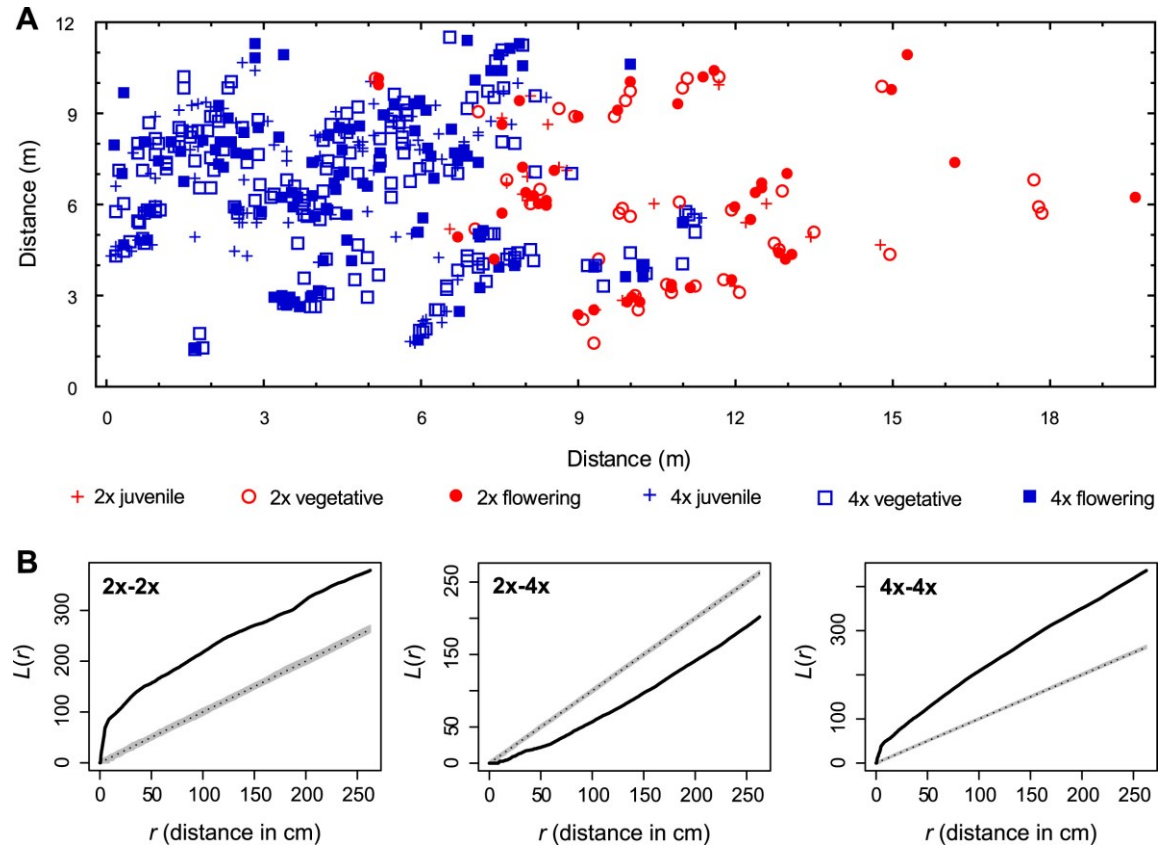 A
12
9
6
3
0
Distance (m)
0 3 6 9 12 15 18
Distance (m)
2x juvenile 2x vegetative 2x flowering 4x juvenile 4x vegetative 4x flowering
B
2x-2x
L(r)
300
200
100
0
0 50 100 150 200 250
r (distance in cm)
2x-4x
L(r)
250
150
50
0
0 50 100 150 200 250
r (distance in cm)
4x-4x
L(r)
300
100
0
0 50 100 150 200 250
r (distance in cm)